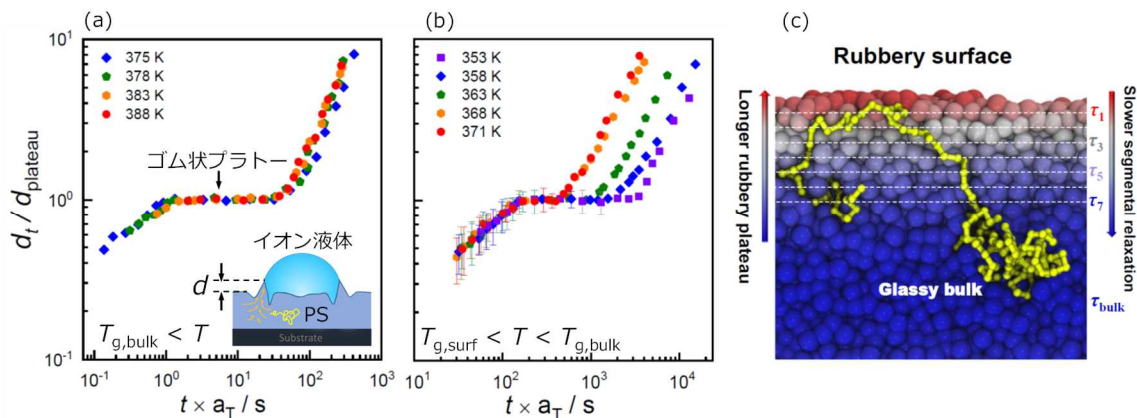 (a)
10¹
10⁰
10⁻¹
d_t / d_plateau
375 K
378 K
383 K
388 K
ゴム状プラトー
イオン液体
d
PS
Substrate
T_g,bulk < T
10⁻¹ 10⁰ 10¹ 10² 10³
t × a_T / s
(b)
353 K
358 K
363 K
368 K
371 K
T_g,surf < T < T_g,bulk
10² 10³ 10⁴
t × a_T / s
(c)
Rubbery surface
Longer rubbery plateau
τ₁
τ₃
τ₅
τ₇
τ_bulk
Slower segmental relaxation
Glassy bulk